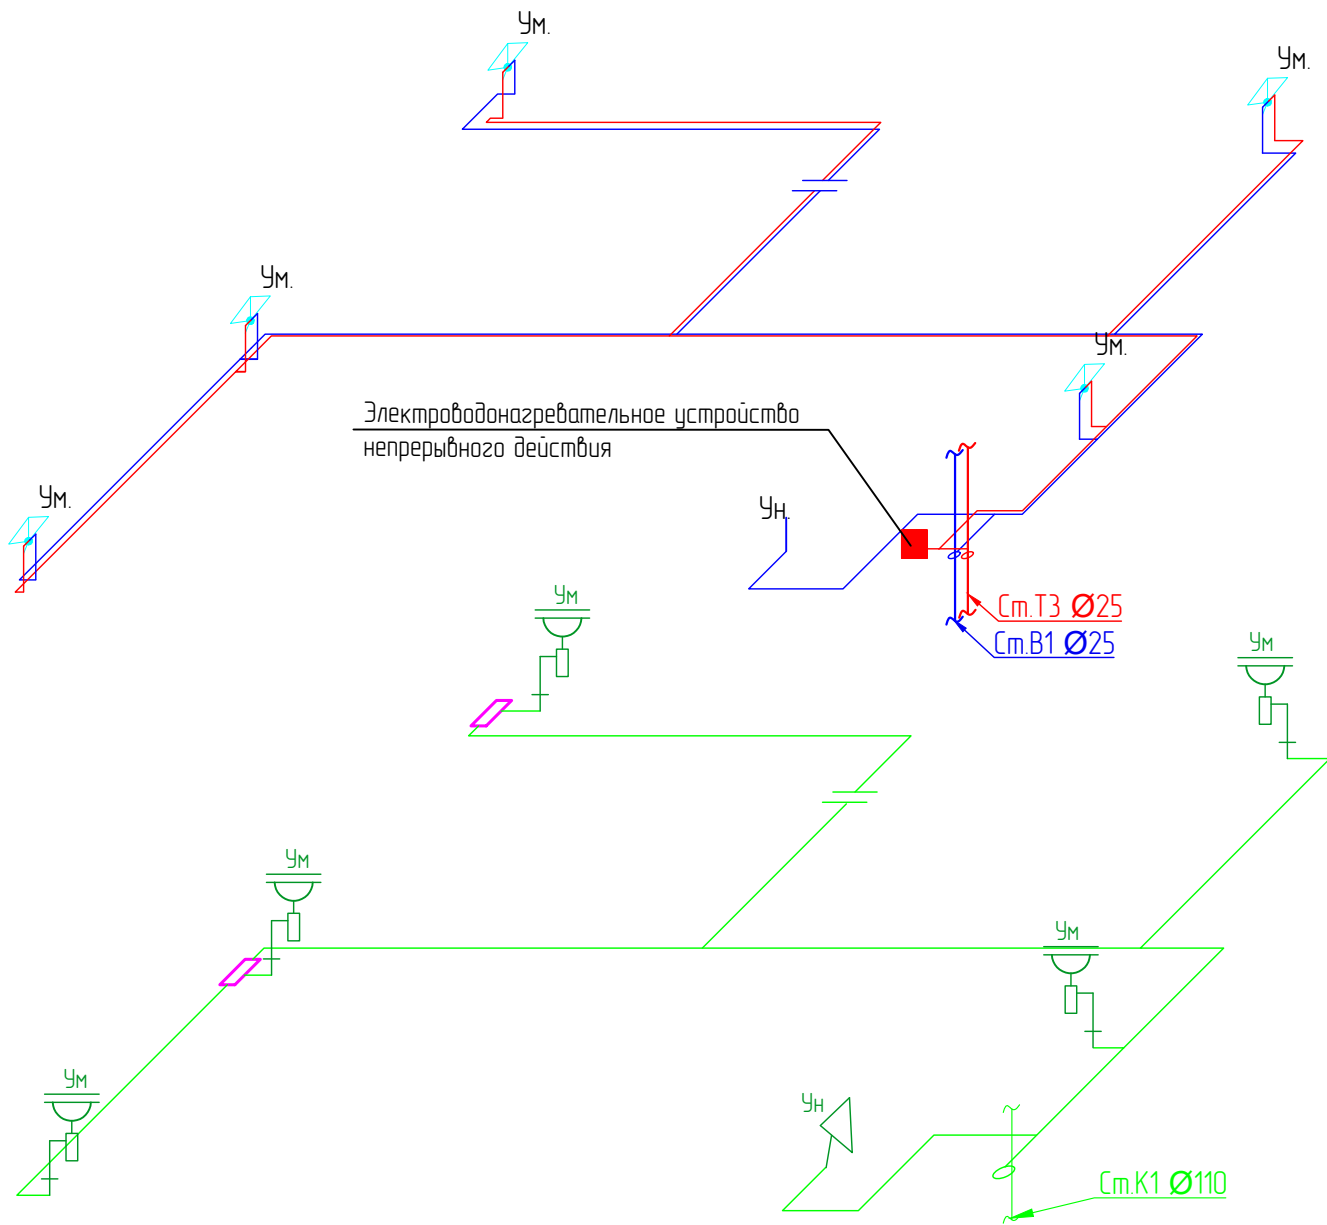 Ум.
Ум.
Ум.
Ум.
Электроводонагревательное устройство
непрерывного действия
Ум.
Ун.
Ст.Т3 Ø25
Ст.В1 Ø25
Ум
Ум
Ум
Ум
Ум
Ун
Ст.К1 Ø110